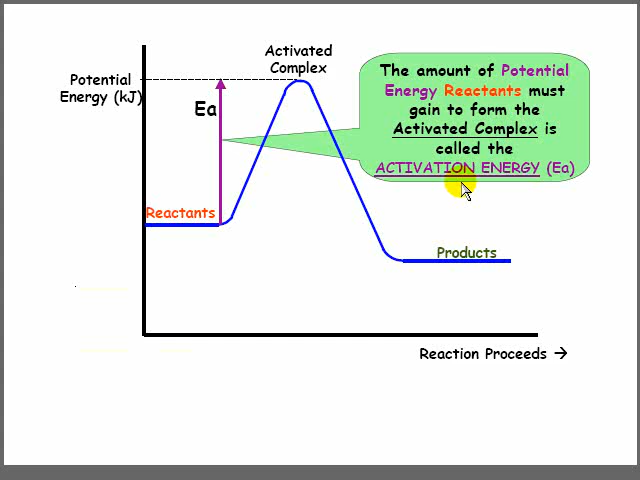 Activated
Complex
Potential
Energy (kJ)
Ea
The amount of Potential
Energy Reactants must
gain to form the
Activated Complex is
called the
ACTIVATION ENERGY (Ea)
Reactants
Products
Reaction Proceeds →